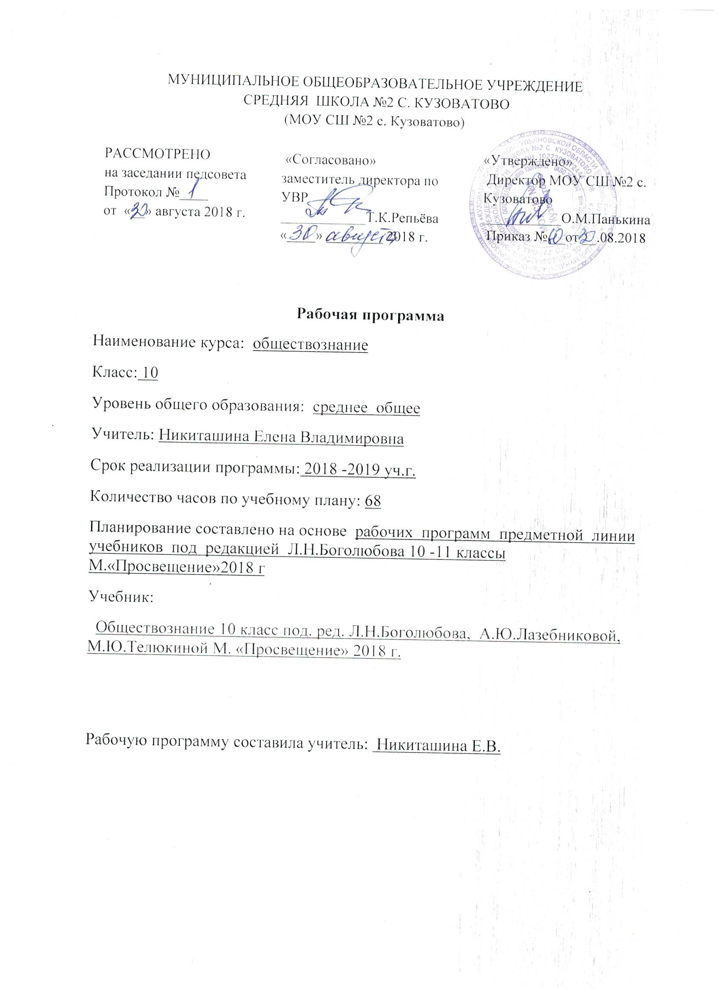 МУНИЦИПАЛЬНОЕ ОБЩЕОБРАЗОВАТЕЛЬНОЕ УЧРЕЖДЕНИЕ
СРЕДНЯЯ ШКОЛА №2 С. КУЗОВАТОВО
(МОУ СШ №2 с. Кузоватово)
РАССМОТРЕНО
на заседании педсовета
Протокол № 1
от «30» августа 2018 г.
«Согласовано»
заместитель директора по
УВР
Т.К.Репьёва
«30» августа 2018 г.
«Утверждено»
Директор МОУ СШ №2 с.
Кузоватово
О.М.Панькина
Приказ № от 30.08.2018
Рабочая программа
Наименование курса: обществознание
Класс: 10
Уровень общего образования: среднее общее
Учитель: Никиташина Елена Владимировна
Срок реализации программы: 2018 -2019 уч.г.
Количество часов по учебному плану: 68
Планирование составлено на основе рабочих программ предметной линии
учебников под редакцией Л.Н.Боголюбова 10 -11 классы
М.«Просвещение»2018 г
Учебник:
Обществознание 10 класс под. ред. Л.Н.Боголюбова, А.Ю.Лазебниковой,
М.Ю.Телюкиной М. «Просвещение» 2018 г.
Рабочую программу составила учитель: Никиташина Е.В.